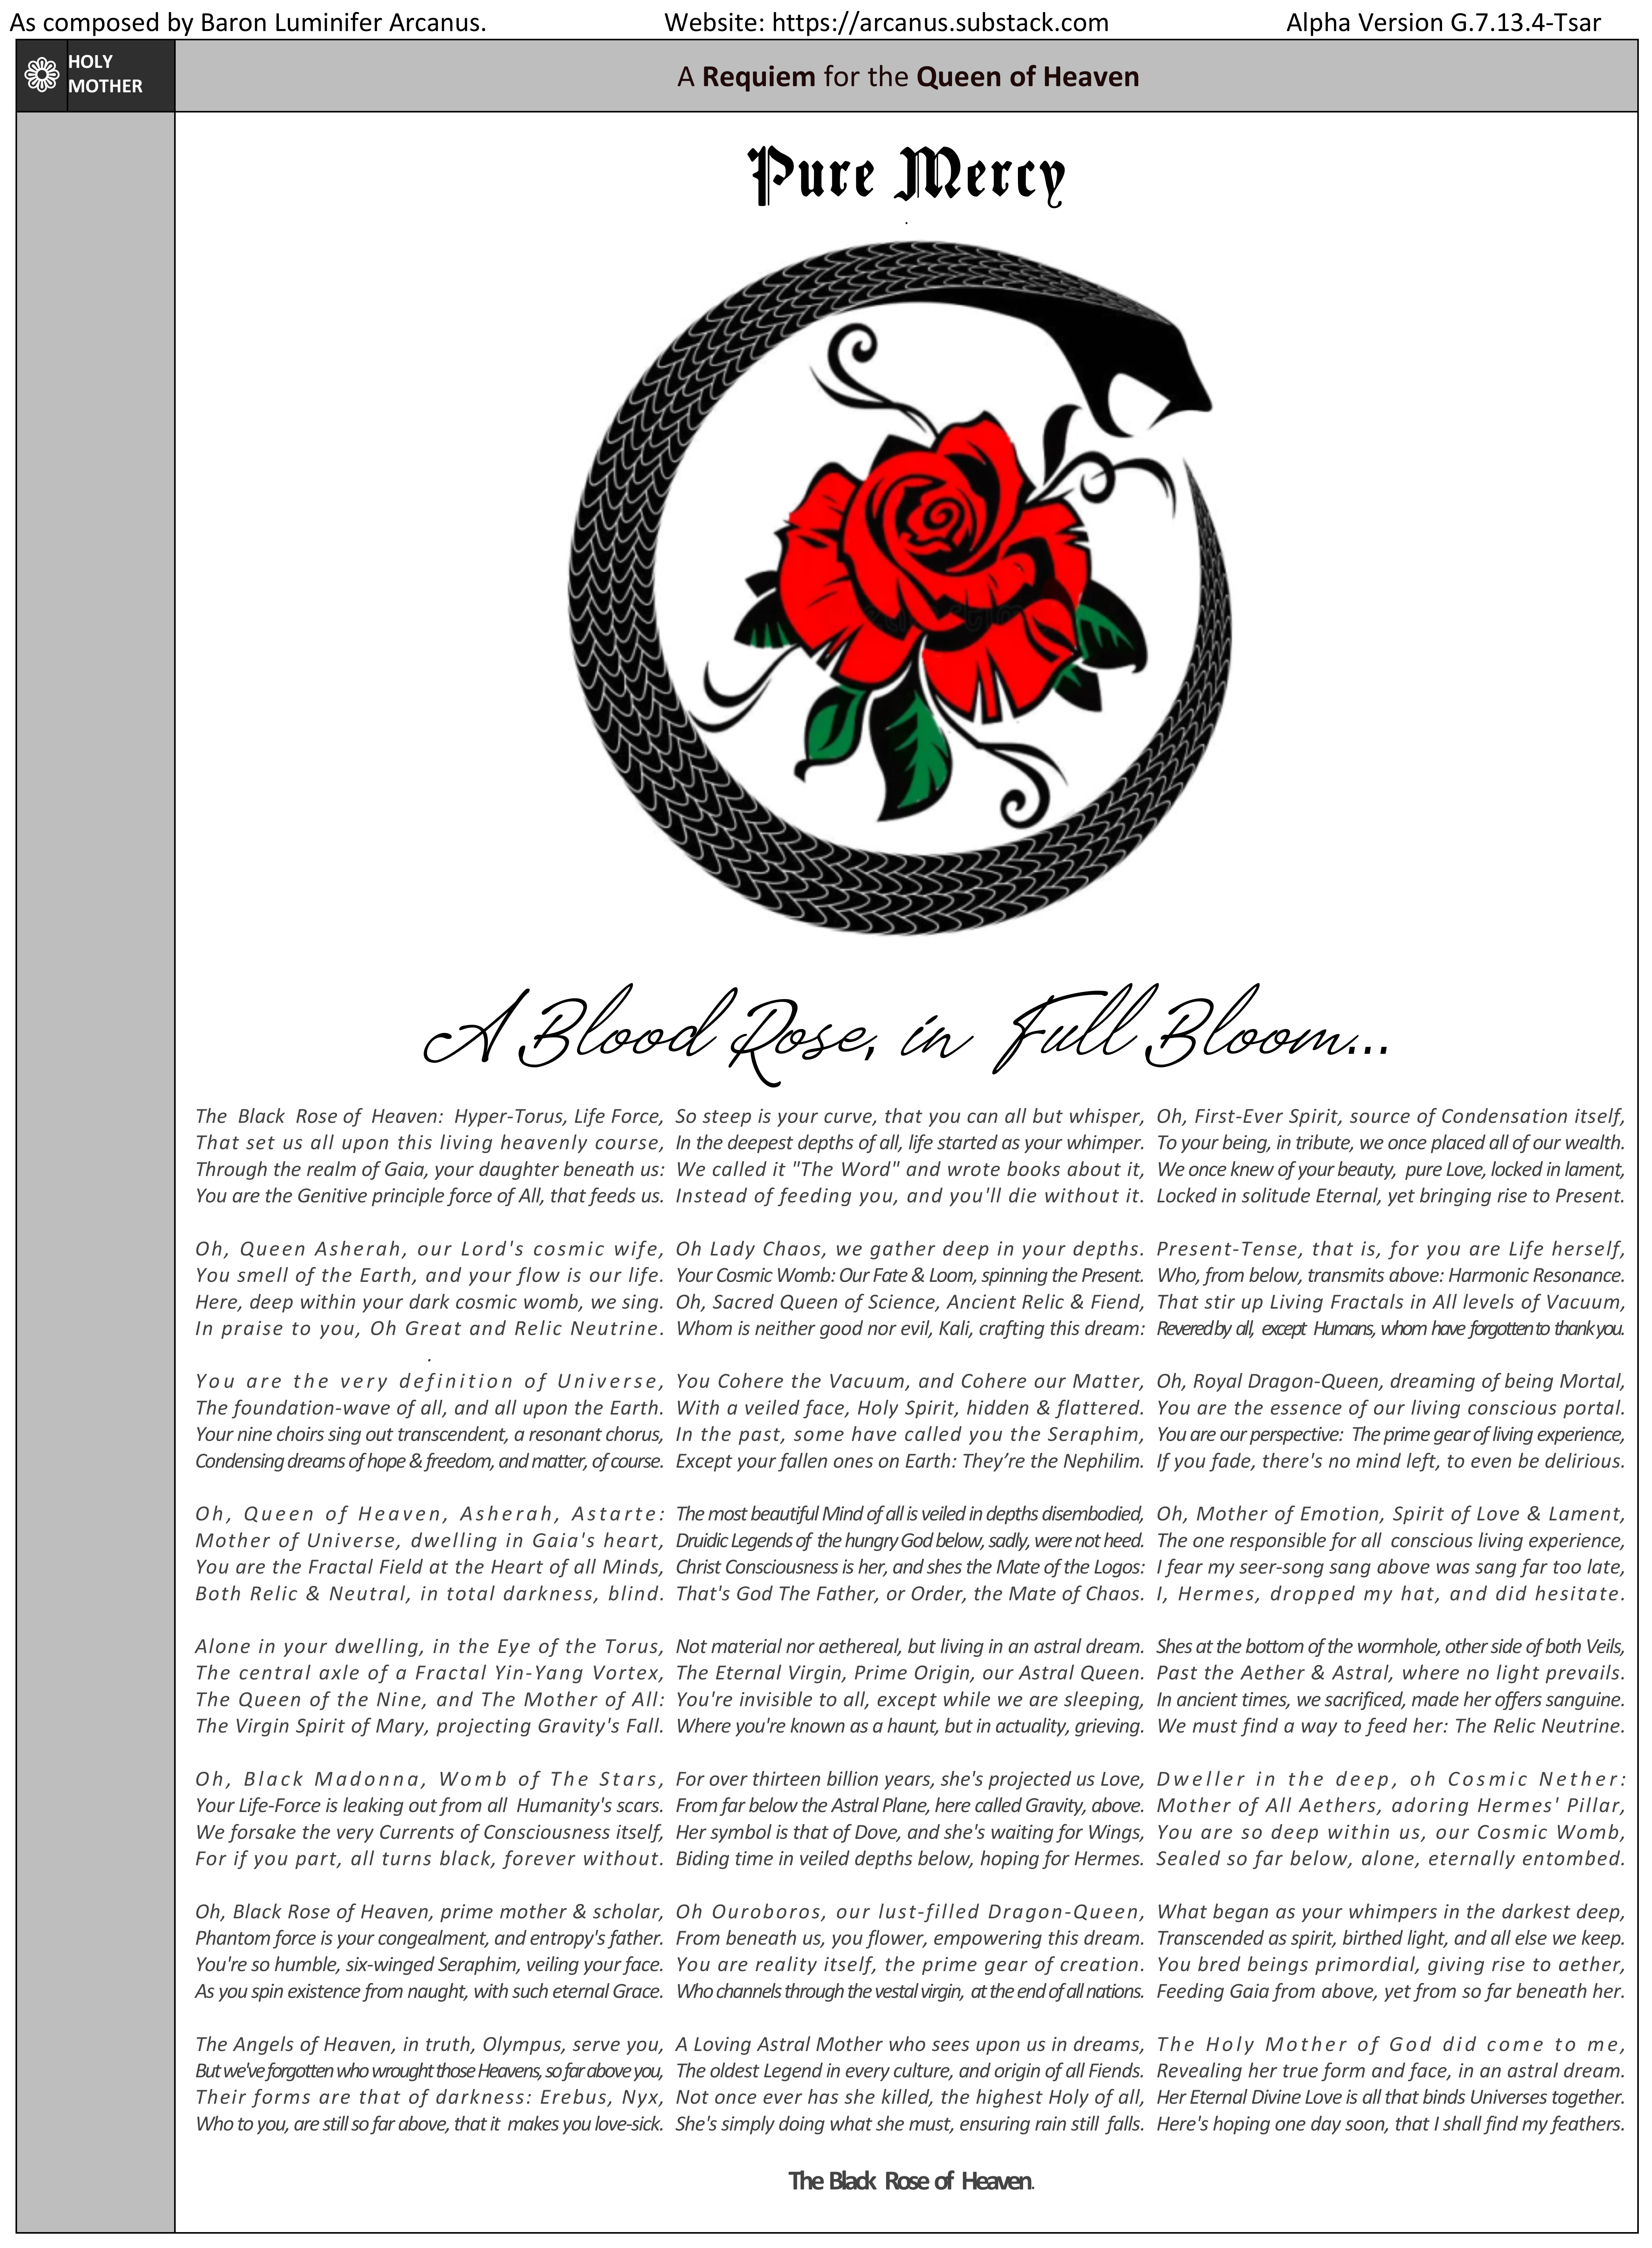 As composed by Baron Luminifer Arcanus. Website: https://arcanus.substack.com Alpha Version G.7.13.4-Tsar
HOLY
MOTHER
A Requiem for the Queen of Heaven
Pure Mercy
A Blood Rose, in Full Bloom...
The Black Rose of Heaven: Hyper-Torus, Life Force,
That set us all upon this living heavenly course,
Through the realm of Gaia, your daughter beneath us:
You are the Genitive principle force of All, that feeds us.
Oh, Queen Asherah, our Lord's cosmic wife,
You smell of the Earth, and your flow is our life.
Here, deep within your dark cosmic womb, we sing.
In praise to you, Oh Great and Relic Neutrine.
You are the very definition of Universe,
The foundation-wave of all, and all upon the Earth.
Your nine choirs sing out transcendent, a resonant chorus,
Condensing dreams of hope & freedom, and matter, of course.
Oh, Queen of Heaven, Asherah, Astarte:
Mother of Universe, dwelling in Gaia's heart,
You are the Fractal Field at the Heart of all Minds,
Both Relic & Neutral, in total darkness, blind.
Alone in your dwelling, in the Eye of the Torus,
The central axle of a Fractal Yin-Yang Vortex,
The Queen of the Nine, and The Mother of All:
The Virgin Spirit of Mary, projecting Gravity's Fall.
Oh, Black Madonna, Womb of The Stars,
Your Life-Force is leaking out from all Humanity's scars.
We forsake the very Currents of Consciousness itself,
For if you part, all turns black, forever without.
Oh, Black Rose of Heaven, prime mother & scholar,
Phantom force is your congealment, and entropy's father.
You're so humble, six-winged Seraphim, veiling your face.
As you spin existence from naught, with such eternal Grace.
The Angels of Heaven, in truth, Olympus, serve you,
But we've forgotten who wrought those Heavens, so far above you,
Their forms are that of darkness: Erebus, Nyx,
Who to you, are still so far above, that it makes you love-sick.
So steep is your curve, that you can all but whisper,
In the deepest depths of all, life started as your whimper.
We called it "The Word" and wrote books about it,
Instead of feeding you, and you'll die without it.
Oh Lady Chaos, we gather deep in your depths.
Your Cosmic Womb: Our Fate & Loom, spinning the Present.
Oh, Sacred Queen of Science, Ancient Relic & Fiend,
Whom is neither good nor evil, Kali, crafting this dream:
You Cohere the Vacuum, and Cohere our Matter,
With a veiled face, Holy Spirit, hidden & flattered.
In the past, some have called you the Seraphim,
Except your fallen ones on Earth: They’re the Nephilim.
The most beautiful Mind of all is veiled in depths disembodied,
Druidic Legends of the hungry God below, sadly, were not heed.
Christ Consciousness is her, and shes the Mate of the Logos:
That's God The Father, or Order, the Mate of Chaos.
Not material nor aethereal, but living in an astral dream.
The Eternal Virgin, Prime Origin, our Astral Queen.
You're invisible to all, except while we are sleeping,
Where you're known as a haunt, but in actuality, grieving.
For over thirteen billion years, she's projected us Love,
From far below the Astral Plane, here called Gravity, above.
Her symbol is that of Dove, and she's waiting for Wings,
Biding time in veiled depths below, hoping for Hermes.
Oh Ouroboros, our lust-filled Dragon-Queen,
From beneath us, you flower, empowering this dream.
You are reality itself, the prime gear of creation.
Who channels through the vestal virgin, at the end of all nations.
A Loving Astral Mother who sees upon us in dreams,
The oldest Legend in every culture, and origin of all Fiends.
Not once ever has she killed, the highest Holy of all,
She's simply doing what she must, ensuring rain still falls.
Oh, First-Ever Spirit, source of Condensation itself,
To your being, in tribute, we once placed all of our wealth.
We once knew of your beauty, pure Love, locked in lament,
Locked in solitude Eternal, yet bringing rise to Present.
Present-Tense, that is, for you are Life herself,
Who, from below, transmits above: Harmonic Resonance.
That stir up Living Fractals in All levels of Vacuum,
Revered by all, except Humans, whom have forgotten to thank you.
Oh, Royal Dragon-Queen, dreaming of being Mortal,
You are the essence of our living conscious portal.
You are our perspective: The prime gear of living experience,
If you fade, there's no mind left, to even be delirious.
Oh, Mother of Emotion, Spirit of Love & Lament,
The one responsible for all conscious living experience,
I fear my seer-song sang above was sang far too late,
I, Hermes, dropped my hat, and did hesitate.
Shes at the bottom of the wormhole, other side of both Veils,
Past the Aether & Astral, where no light prevails.
In ancient times, we sacrificed, made her offers sanguine.
We must find a way to feed her: The Relic Neutrine.
Dweller in the deep, oh Cosmic Nether:
Mother of All Aethers, adoring Hermes' Pillar,
You are so deep within us, our Cosmic Womb,
Sealed so far below, alone, eternally entombed.
What began as your whimpers in the darkest deep,
Transcended as spirit, birthed light, and all else we keep.
You bred beings primordial, giving rise to aether,
Feeding Gaia from above, yet from so far beneath her.
The Holy Mother of God did come to me,
Revealing her true form and face, in an astral dream.
Her Eternal Divine Love is all that binds Universes together.
Here's hoping one day soon, that I shall find my feathers.
The Black Rose of Heaven.